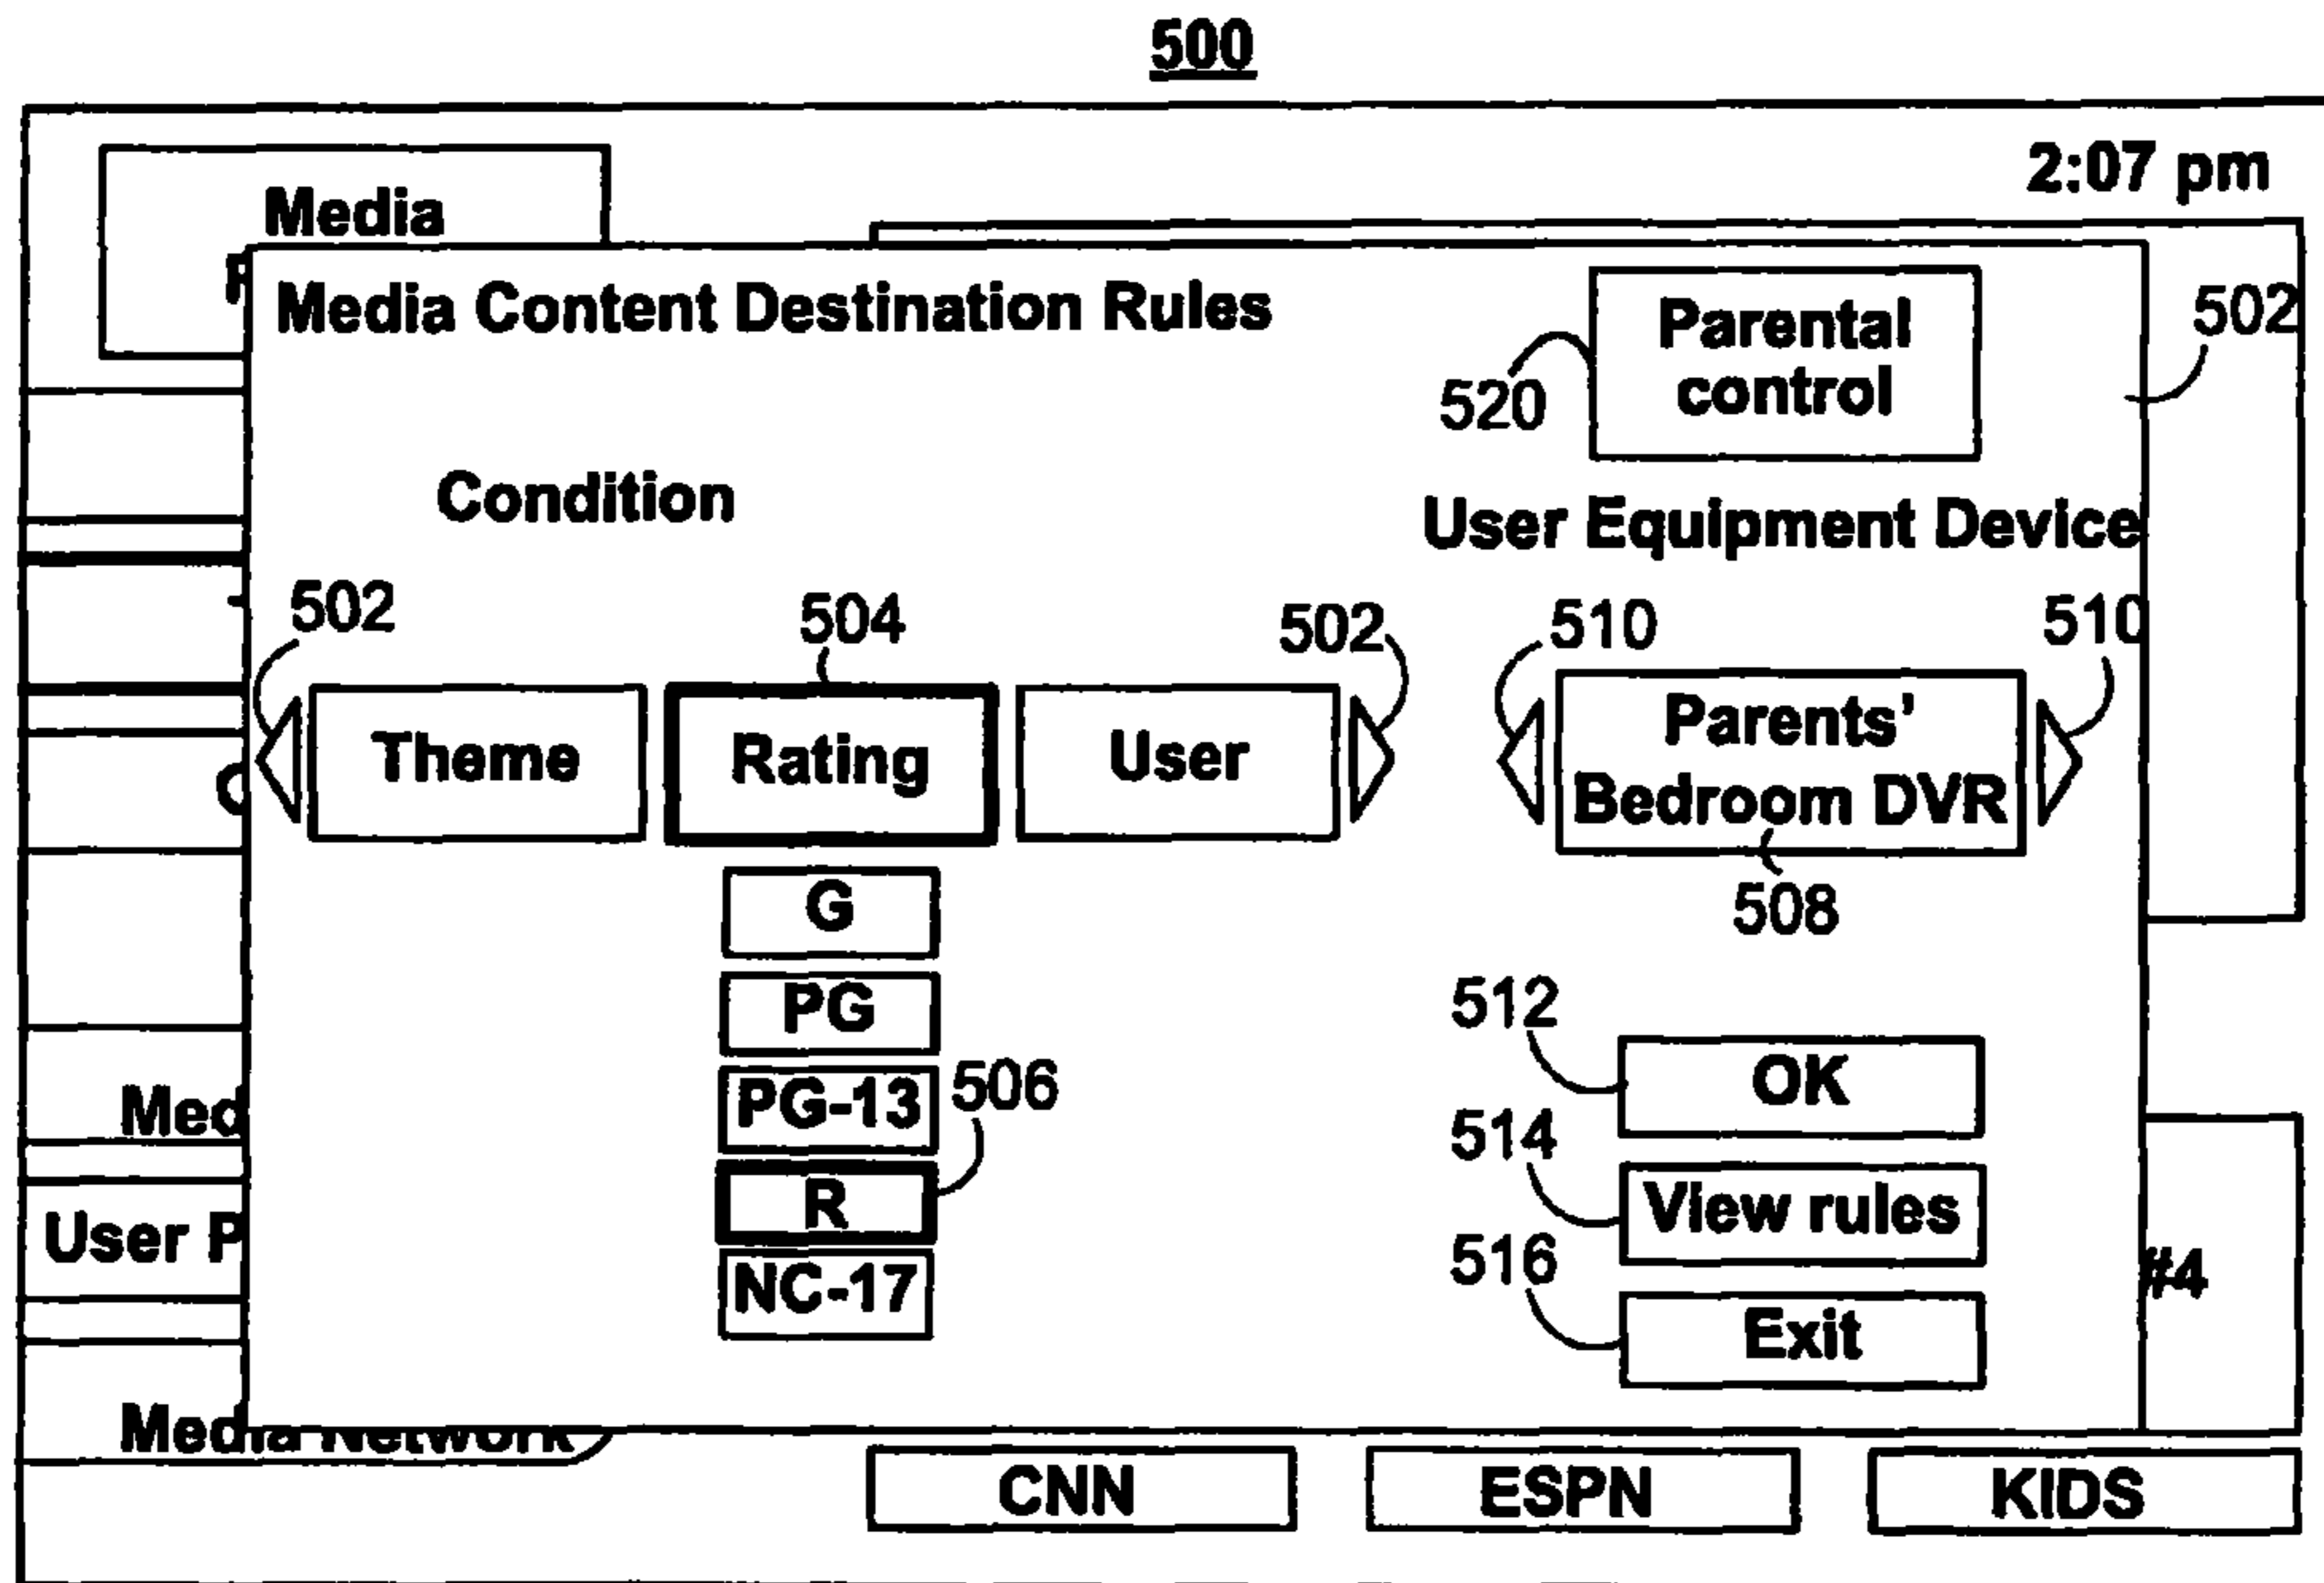 500
2:07 pm
Media
Media Content Destination Rules
Parental
control
502
520
Condition
User Equipment Device
502
504
502
510
510
Theme
Rating
User
Parents'
Bedroom DVR
508
G
PG
PG-13
506
R
NC-17
512
OK
514
View rules
516
Exit
Med
User P
#4
Media Network
CNN
ESPN
KIDS